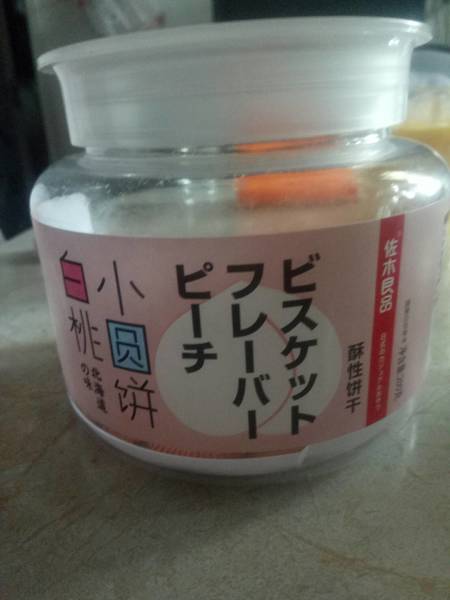 白桃
小圆饼
北海道
の味
ビスケット
フレーバー
ピーチ
酥性饼干
佐木良品